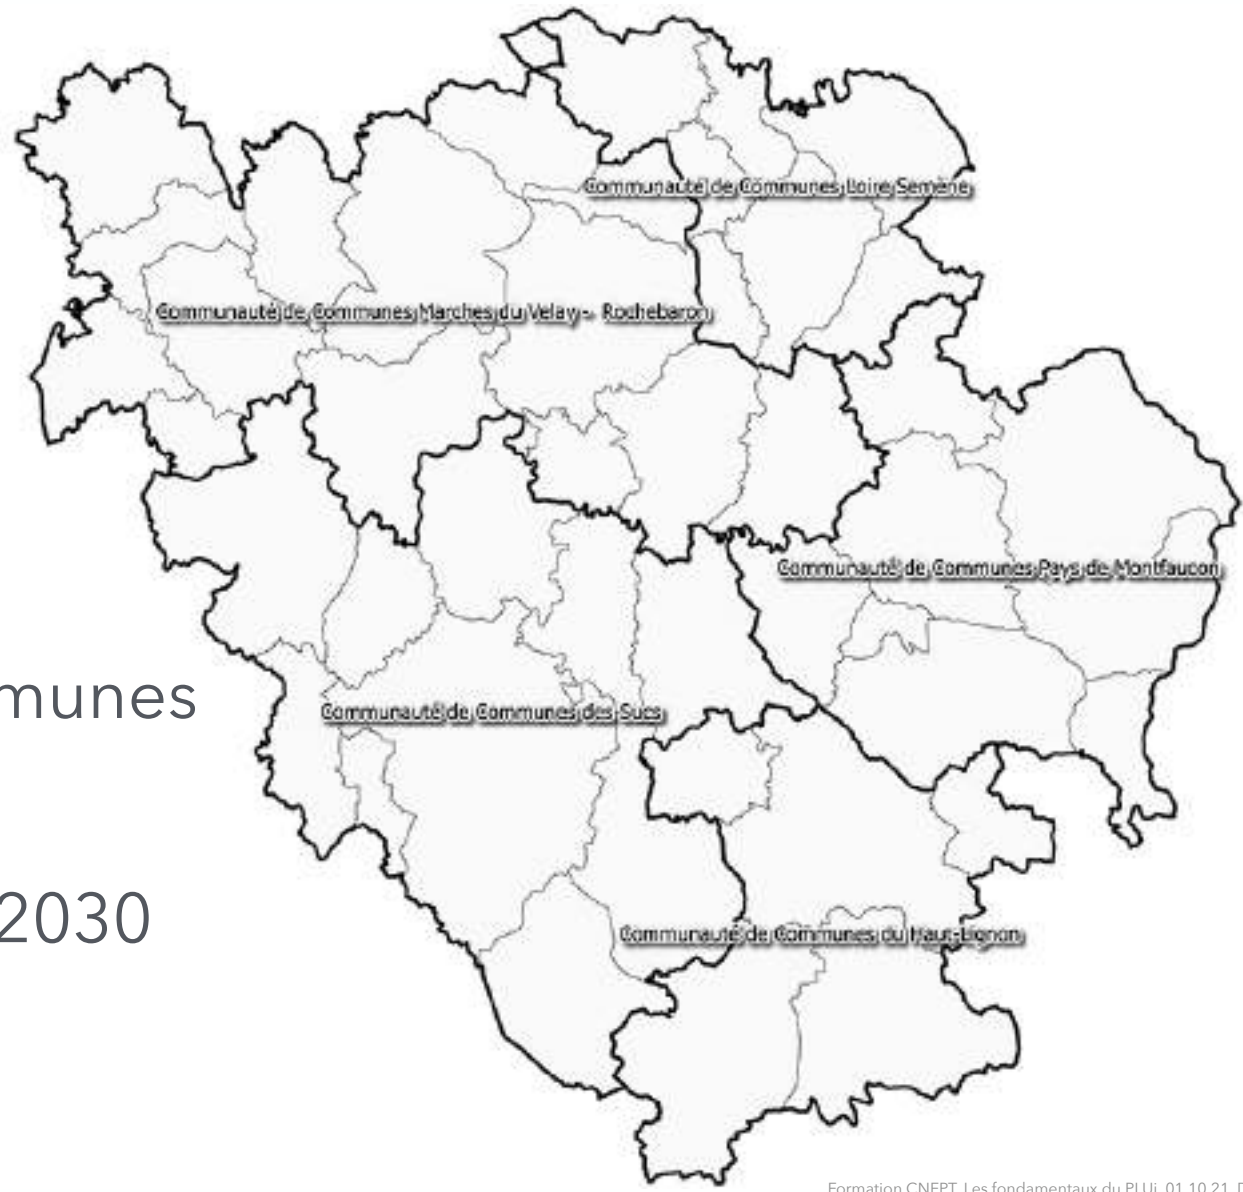 Communauté de Communes Loire Semène
Communauté de Communes Marches du Velay - Rochebaron
Communauté de Communes Pays de Montfaucon
munes
Communauté de Communes des Sucs
2030
Communauté de Communes du Haut-Lignon
Formation CNFPT Les fondamentaux du PLUi 01 10 21